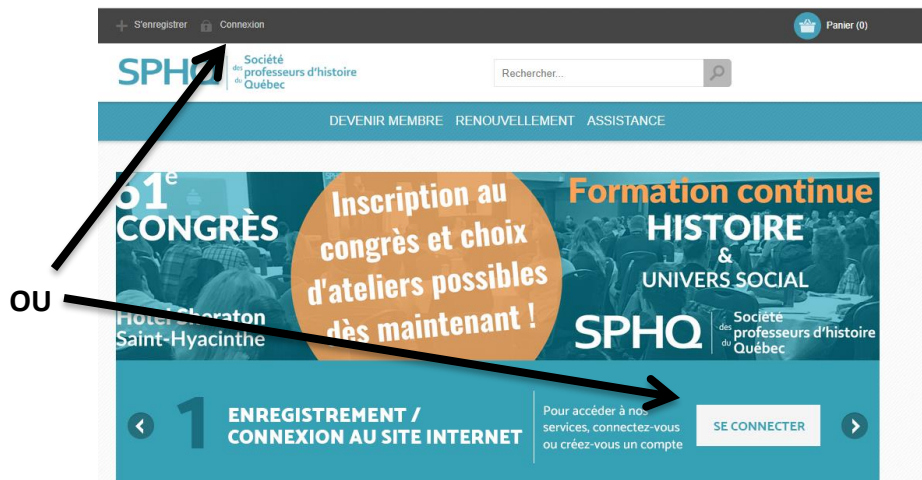 S'enregistrer Connexion Panier (0)
SPHQ des Société
professeurs d'histoire
du Québec
Rechercher...
DEVENIR MEMBRE RENOUVELLEMENT ASSISTANCE
61e
CONGRÈS
Hôtel Sheraton
Saint-Hyacinthe
Inscription au
congrès et choix
d'ateliers possibles
dès maintenant !
Formation continue
HISTOIRE
&
UNIVERS SOCIAL
SPHQ des Société
professeurs d'histoire
du Québec
OU
1 ENREGISTREMENT /
CONNEXION AU SITE INTERNET
Pour accéder à nos
services, connectez-vous
ou créez-vous un compte
SE CONNECTER